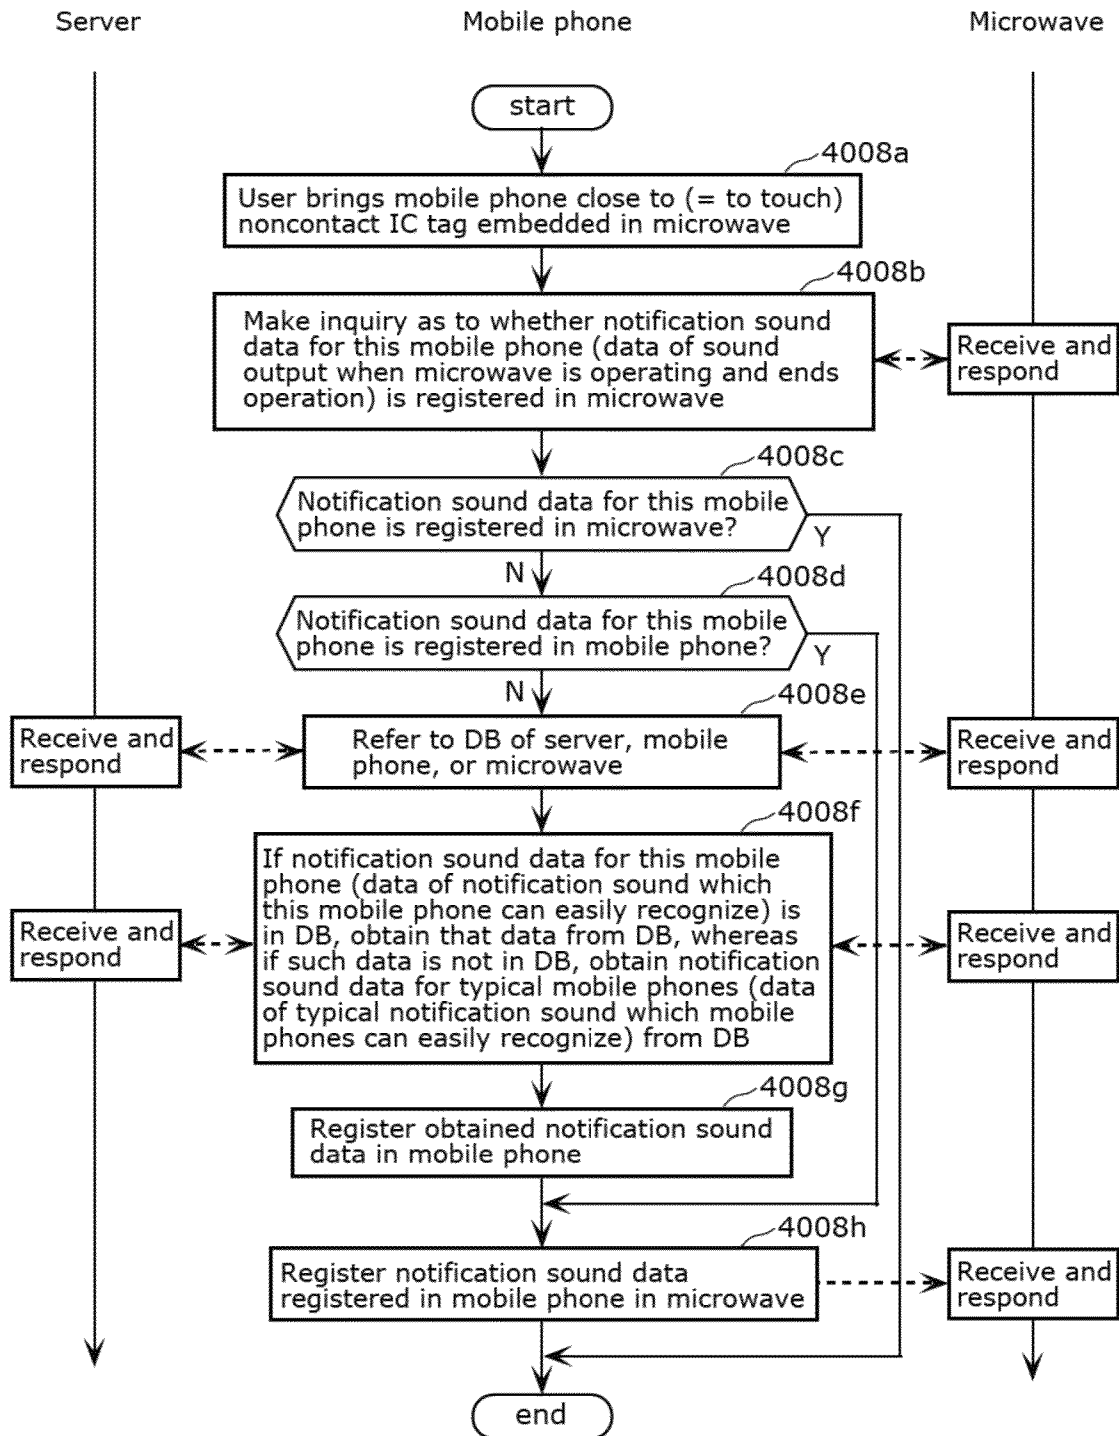 Server
Mobile phone
Microwave
start
4008a
User brings mobile phone close to (= to touch)
noncontact IC tag embedded in microwave
4008b
Make inquiry as to whether notification sound
data for this mobile phone (data of sound
output when microwave is operating and ends
operation) is registered in microwave
Receive and
respond
4008c
Notification sound data for this mobile
phone is registered in microwave?
Y
N
4008d
Notification sound data for this mobile
phone is registered in mobile phone?
Y
N
4008e
Receive and
respond
Refer to DB of server, mobile
phone, or microwave
Receive and
respond
4008f
If notification sound data for this mobile
phone (data of notification sound which
this mobile phone can easily recognize) is
in DB, obtain that data from DB, whereas
if such data is not in DB, obtain notification
sound data for typical mobile phones (data
of typical notification sound which mobile
phones can easily recognize) from DB
Receive and
respond
Receive and
respond
4008g
Register obtained notification sound
data in mobile phone
4008h
Register notification sound data
registered in mobile phone in microwave
Receive and
respond
end